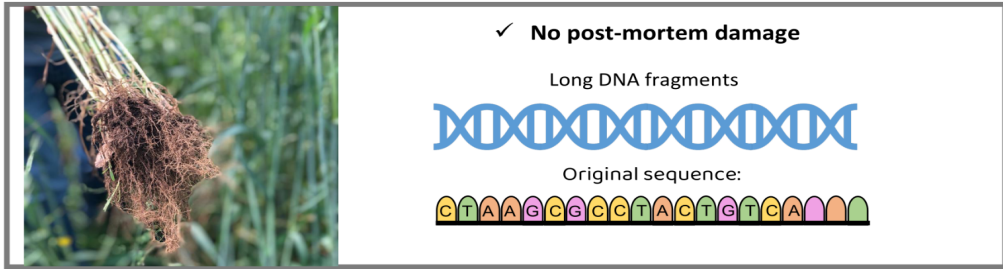 ✓ No post-mortem damage
Long DNA fragments
Original sequence:
CTAAGCGCCTACTGTCA